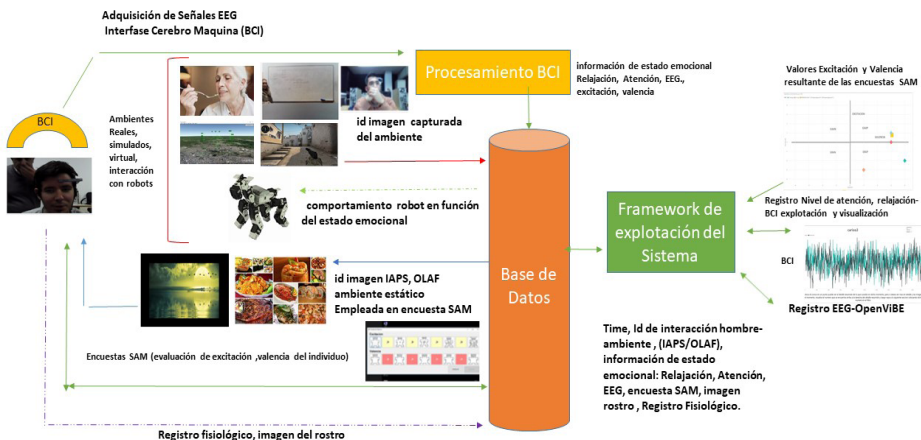 Adquisición de Señales EEG
Interfase Cerebro Maquina (BCI)
BCI
Ambientes
Reales,
simulados,
virtual,
interacción
con robots
id imagen capturada
del ambiente
Procesamiento BCI
información de estado emocional
Relajación, Atención, EEG.,
excitación, valencia
comportamiento robot en función
del estado emocional
id imagen IAPS, OLAF
ambiente estático
Empleada en encuesta SAM
Encuestas SAM (evaluación de excitación ,valencia del individuo)
Registro fisiológico, imagen del rostro
Base de
Datos
Framework de
explotación del
Sistema
Valores Excitación y Valencia
resultante de las encuestas SAM
Registro Nivel de atención, relajación-
BCI explotación y visualización
BCI
Registro EEG-OpenViBE
Time, Id de interacción hombre-
ambiente , (IAPS/OLAF),
información de estado
emocional: Relajación, Atención,
EEG, encuesta SAM, imagen
rostro , Registro Fisiológico.